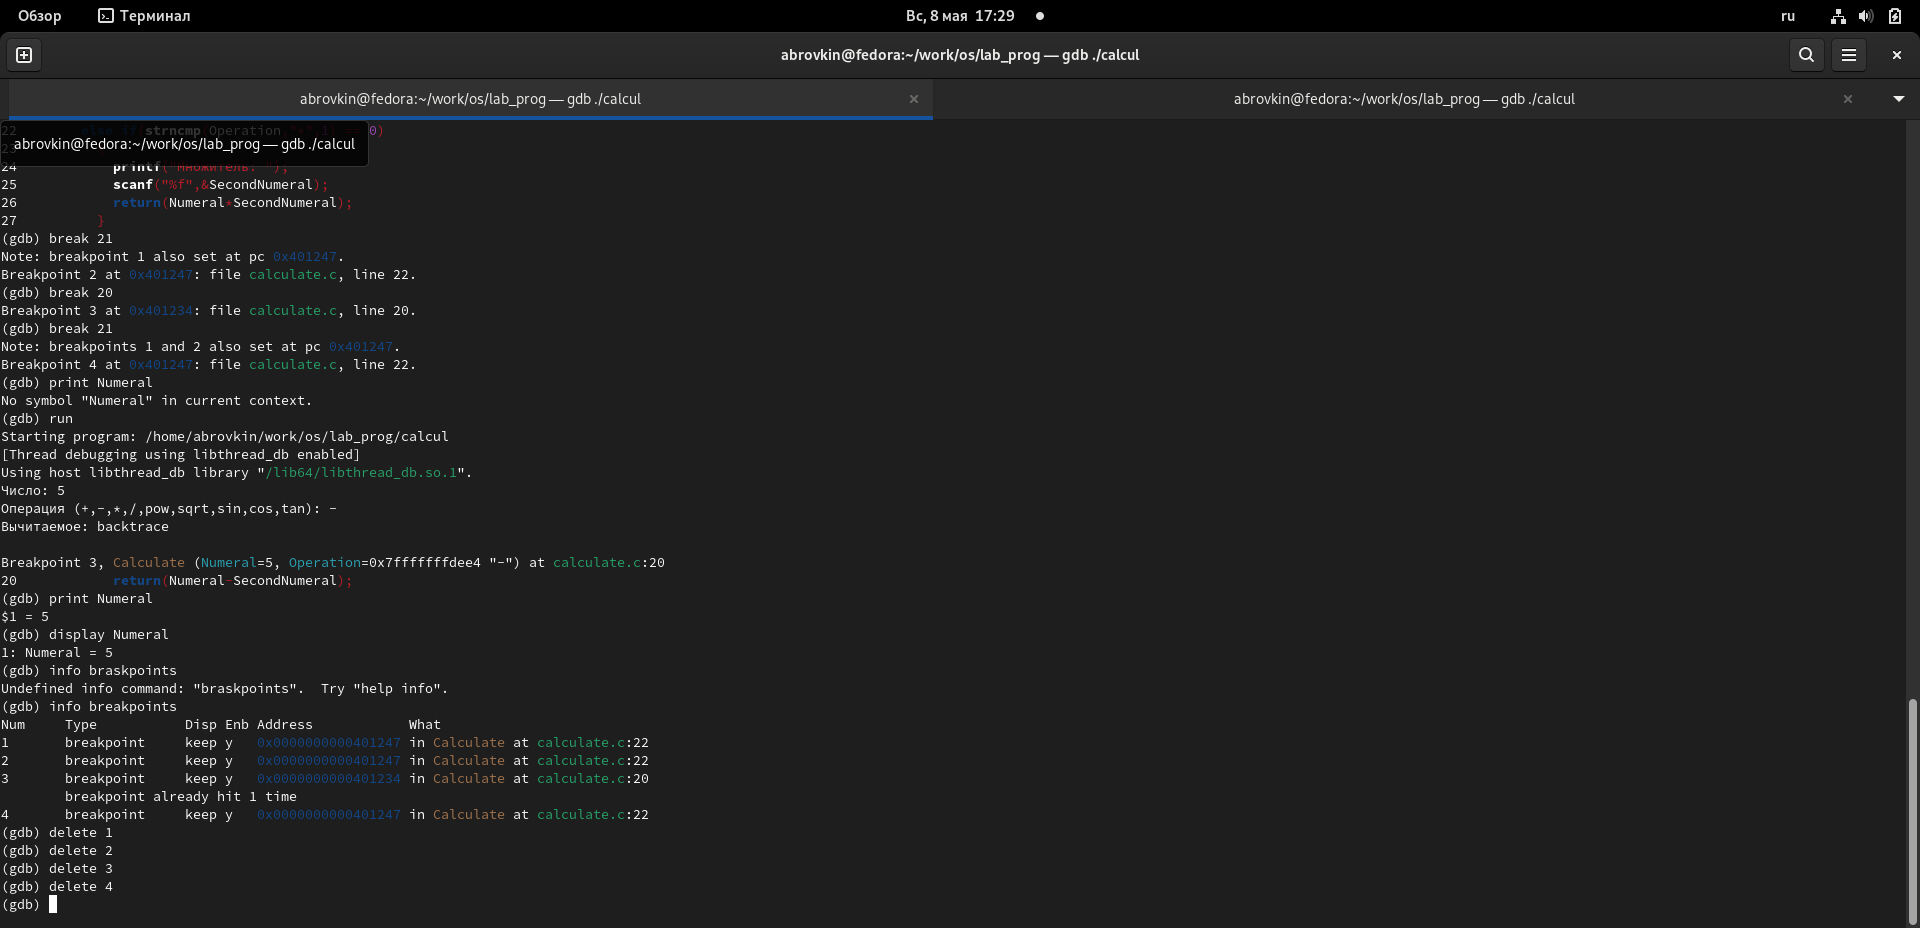 Обзор Терминал Вс, 8 мая 17:29 ru
abrovkin@fedora:~/work/os/lab_prog — gdb ./calcul
abrovkin@fedora:~/work/os/lab_prog — gdb ./calcul × abrovkin@fedora:~/work/os/lab_prog — gdb ./calcul ×
22 else if(strncmp(Operation, 0)
abrovkin@fedora:~/work/os/lab_prog — gdb ./calcul
24 printf("Множитель: ");
25 scanf("%f",&SecondNumeral);
26 return(Numeral*SecondNumeral);
27 }
(gdb) break 21
Note: breakpoint 1 also set at pc 0x401247.
Breakpoint 2 at 0x401247: file calculate.c, line 22.
(gdb) break 20
Breakpoint 3 at 0x401234: file calculate.c, line 20.
(gdb) break 21
Note: breakpoints 1 and 2 also set at pc 0x401247.
Breakpoint 4 at 0x401247: file calculate.c, line 22.
(gdb) print Numeral
No symbol "Numeral" in current context.
(gdb) run
Starting program: /home/abrovkin/work/os/lab_prog/calcul
[Thread debugging using libthread_db enabled]
Using host libthread_db library "/lib64/libthread_db.so.1".
Число: 5
Операция (+,-,*,/,pow,sqrt,sin,cos,tan): -
Вычитаемое: backtrace
Breakpoint 3, Calculate (Numeral=5, Operation=0x7fffffffdee4 "-") at calculate.c:20
20 return(Numeral-SecondNumeral);
(gdb) print Numeral
$1 = 5
(gdb) display Numeral
1: Numeral = 5
(gdb) info braskpoints
Undefined info command: "braskpoints".  Try "help info".
(gdb) info breakpoints
Num Type Disp Enb Address What
1 breakpoint keep y 0x0000000000401247 in Calculate at calculate.c:22
2 breakpoint keep y 0x0000000000401247 in Calculate at calculate.c:22
3 breakpoint keep y 0x0000000000401234 in Calculate at calculate.c:20
breakpoint already hit 1 time
4 breakpoint keep y 0x0000000000401247 in Calculate at calculate.c:22
(gdb) delete 1
(gdb) delete 2
(gdb) delete 3
(gdb) delete 4
(gdb)